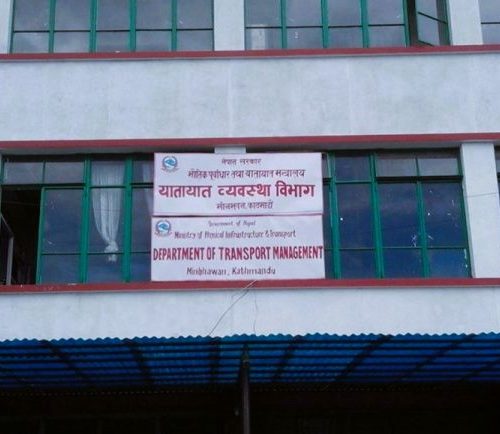 नेपाल सरकार
भौतिक पूर्वाधार तथा यातायात मन्त्रालय
यातायात व्यवस्था विभाग
मीनभवन, काठमाडौं
Government of Nepal
Ministry of Physical Infrastructure & Transport
DEPARTMENT OF TRANSPORT MANAGEMENT
Minbhawan, Kathmandu